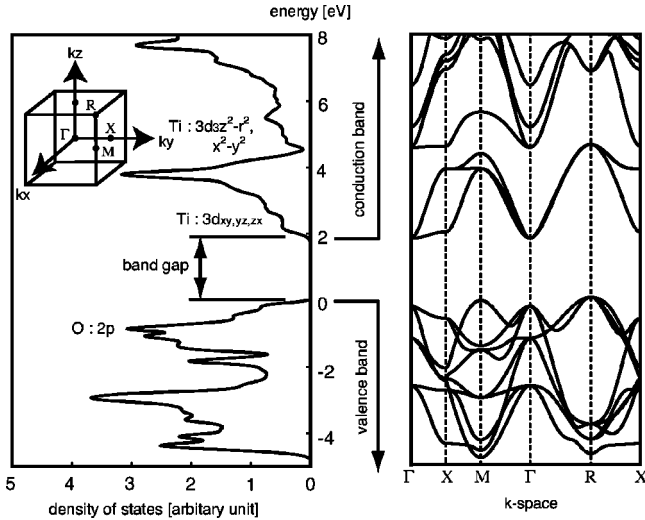 energy [eV]
8
kz
R
Ti : 3d3z²-r²,
x²-y²
6
Γ
X
ky
M
kx
4
Ti : 3dxy,yz,zx
conduction band
2
band gap
0
O : 2p
-2
valence band
-4
5 4 3 2 1 0
Γ X M Γ R X
density of states [arbitary unit]
k-space